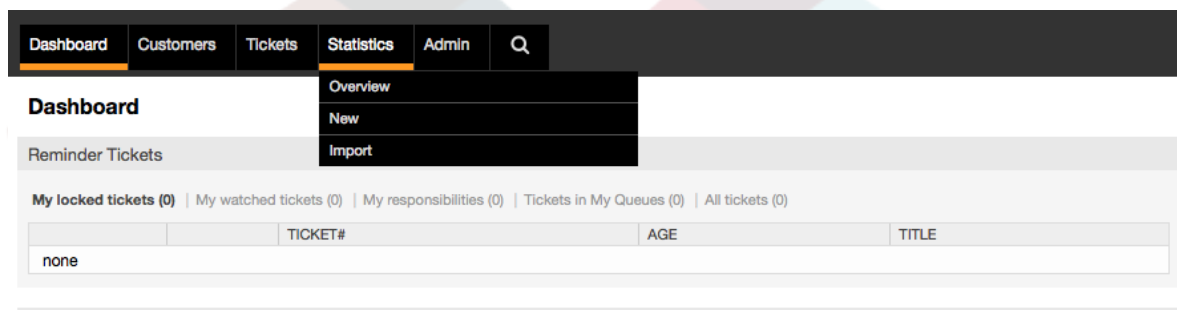 Dashboard Customers Tickets Statistics Admin
Overview
Dashboard
New
Reminder Tickets
Import
My locked tickets (0) | My watched tickets (0) | My responsibilities (0) | Tickets in My Queues (0) | All tickets (0)
TICKET# AGE TITLE
none